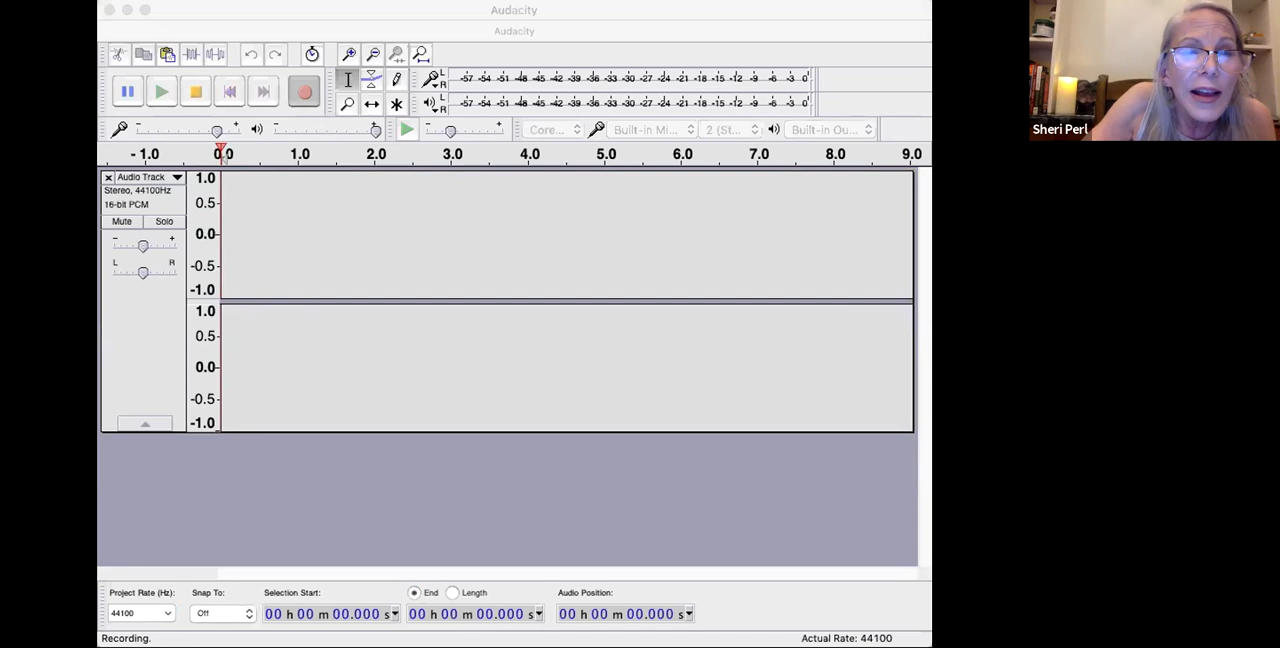 Audacity
Audacity
L
R
-57 -54 -51 -48 -45 -42 -39 -36 -33 -30 -27 -24 -21 -18 -15 -12 -9 -6 -3 0
L
R
-57 -54 -51 -48 -45 -42 -39 -36 -33 -30 -27 -24 -21 -18 -15 -12 -9 -6 -3 0
- + - + - + Core... Built-in Mi... 2 (St... Built-in Ou...
Sheri Perl
- 1.0 0.0 1.0 2.0 3.0 4.0 5.0 6.0 7.0 8.0 9.0
Audio Track
Stereo, 44100Hz
16-bit PCM
Mute Solo
- +
L R
1.0
0.5
0.0
-0.5
-1.0
1.0
0.5
0.0
-0.5
-1.0
Project Rate (Hz): Snap To: Selection Start: End Length Audio Position:
44100 Off 00 h 00 m 00.000 s 00 h 00 m 00.000 s 00 h 00 m 00.000 s
Recording. Actual Rate: 44100